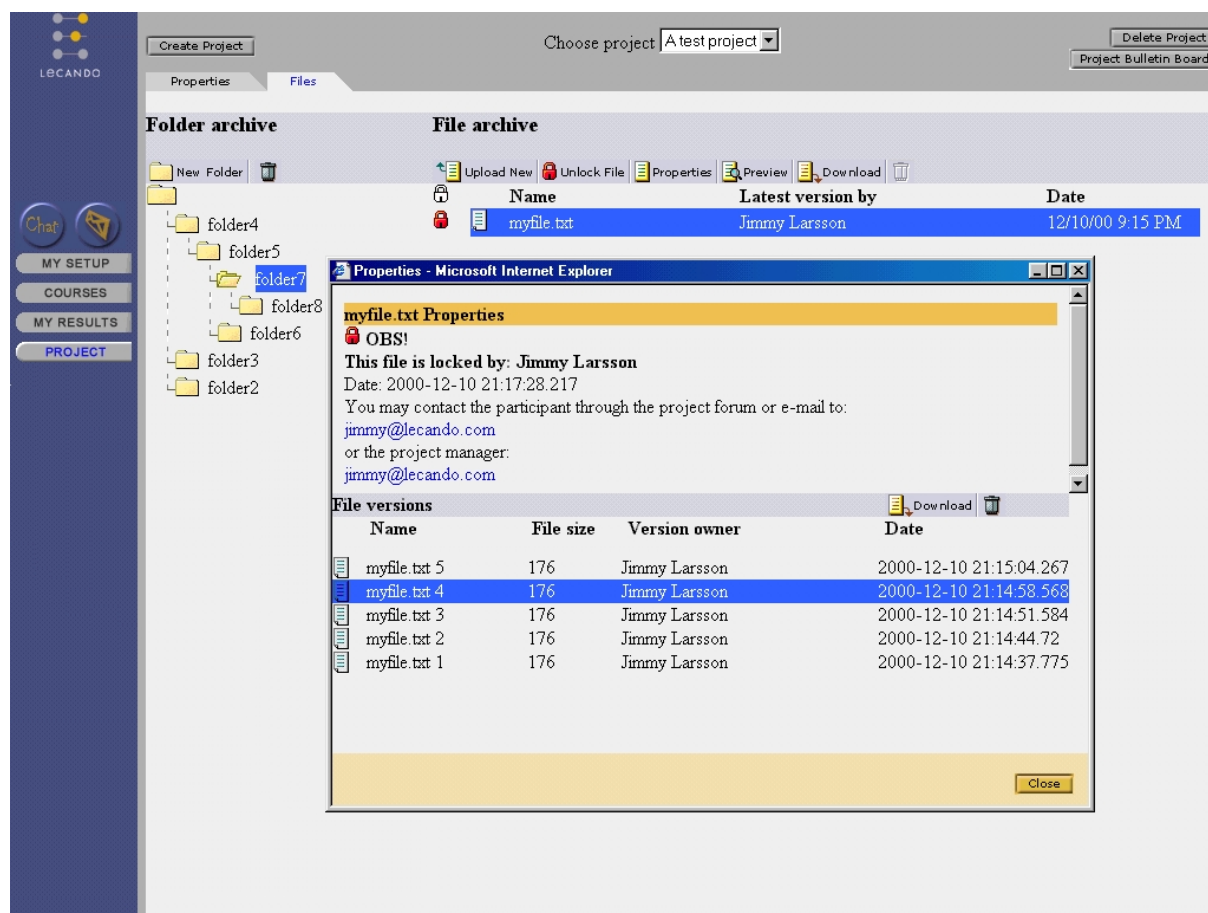 LECANDO
Create Project
Choose project A test project
Delete Project
Project Bulletin Board
Properties Files
Folder archive
File archive
New Folder
Upload New Unlock File Properties Preview Download
Name Latest version by Date
myfile.txt Jimmy Larsson 12/10/00 9:15 PM
folder4
folder5
folder7
folder8
folder6
folder3
folder2
Chat
MY SETUP
COURSES
MY RESULTS
PROJECT
Properties - Microsoft Internet Explorer
myfile.txt Properties
OBS!
This file is locked by: Jimmy Larsson
Date: 2000-12-10 21:17:28.217
You may contact the participant through the project forum or e-mail to:
jimmy@lecando.com
or the project manager:
jimmy@lecando.com
File versions Download
Name File size Version owner Date
myfile.txt 5 176 Jimmy Larsson 2000-12-10 21:15:04.267
myfile.txt 4 176 Jimmy Larsson 2000-12-10 21:14:58.568
myfile.txt 3 176 Jimmy Larsson 2000-12-10 21:14:51.584
myfile.txt 2 176 Jimmy Larsson 2000-12-10 21:14:44.72
myfile.txt 1 176 Jimmy Larsson 2000-12-10 21:14:37.775
Close